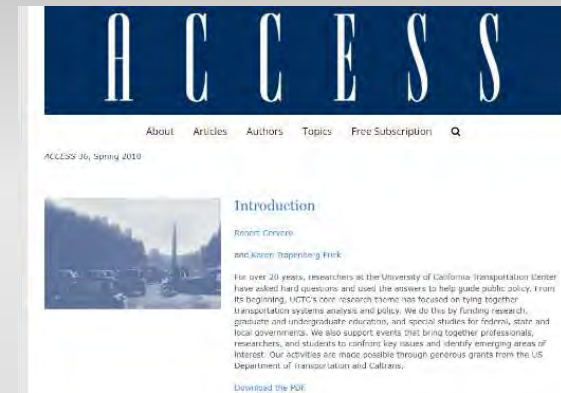 ACCESS
About Articles Authors Topics Free Subscription
ACCESS 36, Spring 2010
Introduction
Robert Cervero
and Karen Trapenberg Frick
For over 20 years, researchers at the University of California Transportation Center
have asked hard questions and used the answers to help guide public policy. From
its beginning, UCTC's core research theme has focused on tying together
transportation systems analysis and policy. We do this by funding research,
graduate and undergraduate education, and special studies for federal, state and
local governments. We also support events that bring together professionals,
researchers, and students to confront key issues and identify emerging areas of
interest. Our activities are made possible through generous grants from the US
Department of Transportation and Caltrans.
Download the PDF.